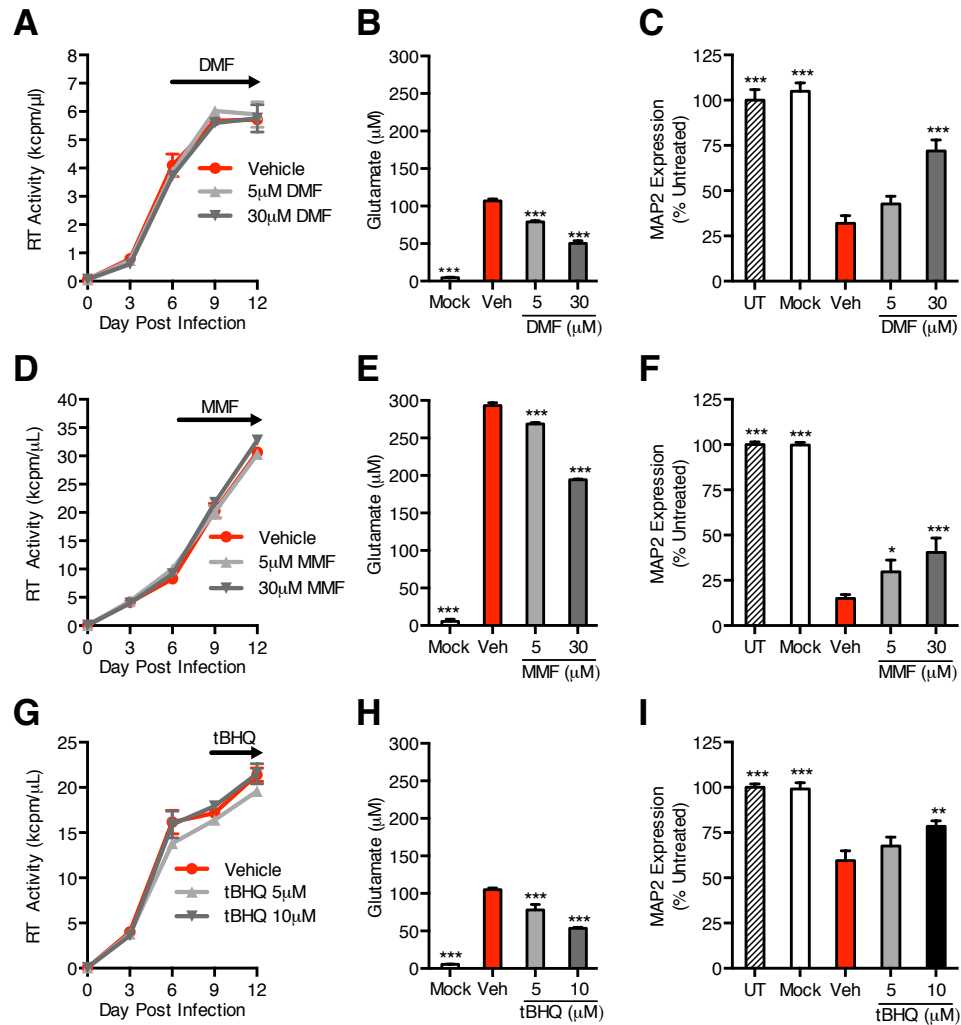 A
DMF
RT Activity (kcpm/μl)
8
7
6
5
4
3
2
1
0
Vehicle
5μM DMF
30μM DMF
0 3 6 9 12
Day Post Infection
B
Glutamate (μM)
300
250
200
150
100
50
0
***
***
***
Mock Veh 5 30
DMF (μM)
C
MAP2 Expression
(% Untreated)
125
100
75
50
25
0
*** ***
***
UT Mock Veh 5 30
DMF (μM)
D
MMF
RT Activity (kcpm/μL)
40
35
30
25
20
15
10
5
0
Vehicle
5μM MMF
30μM MMF
0 3 6 9 12
Day Post Infection
E
Glutamate (μM)
300
250
200
150
100
50
0
***
***
***
Mock Veh 5 30
MMF (μM)
F
MAP2 Expression
(% Untreated)
125
100
75
50
25
0
*** ***
*
***
UT Mock Veh 5 30
MMF (μM)
G
tBHQ
RT Activity (kcpm/μL)
25
20
15
10
5
0
Vehicle
tBHQ 5μM
tBHQ 10μM
0 3 6 9 12
Day Post Infection
H
Glutamate (μM)
300
250
200
150
100
50
0
***
***
***
Mock Veh 5 10
tBHQ (μM)
I
MAP2 Expression
(% Untreated)
125
100
75
50
25
0
*** ***
**
UT Mock Veh 5 10
tBHQ (μM)